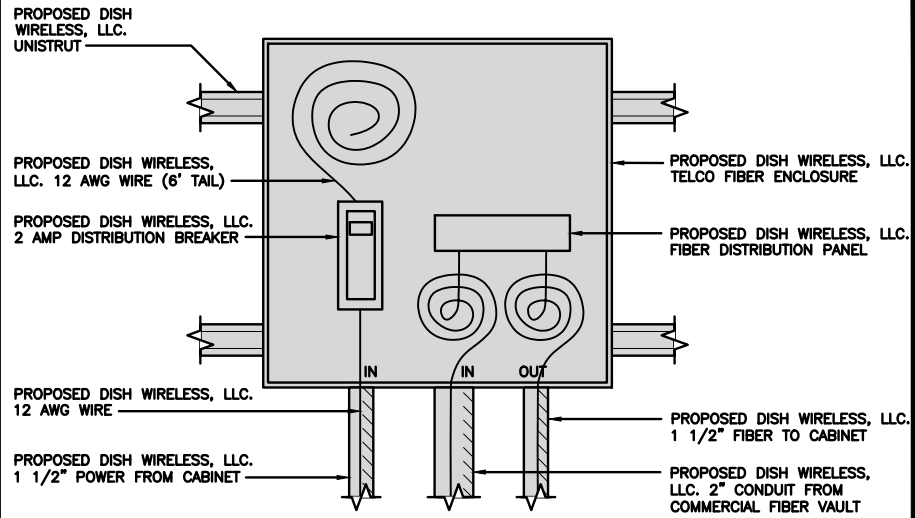 PROPOSED DISH
WIRELESS, LLC.
UNISTRUT
PROPOSED DISH WIRELESS,
LLC. 12 AWG WIRE (6' TAIL)
PROPOSED DISH WIRELESS, LLC.
2 AMP DISTRIBUTION BREAKER
PROPOSED DISH WIRELESS, LLC.
TELCO FIBER ENCLOSURE
PROPOSED DISH WIRELESS, LLC.
FIBER DISTRIBUTION PANEL
IN
IN
OUT
PROPOSED DISH WIRELESS, LLC.
12 AWG WIRE
PROPOSED DISH WIRELESS, LLC.
1 1/2" POWER FROM CABINET
PROPOSED DISH WIRELESS, LLC.
1 1/2" FIBER TO CABINET
PROPOSED DISH WIRELESS,
LLC. 2" CONDUIT FROM
COMMERCIAL FIBER VAULT